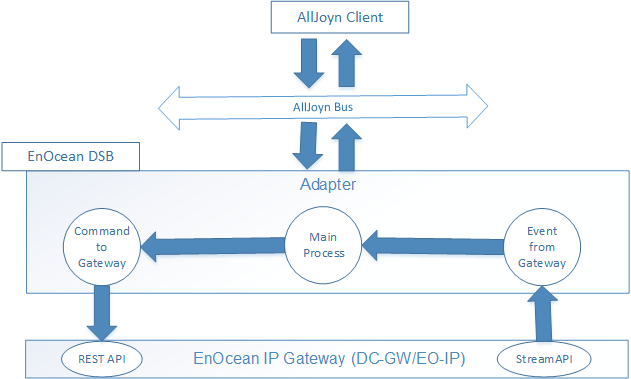 AllJoyn Client
AllJoyn Bus
EnOcean DSB
Adapter
Command
to
Gateway
Main
Process
Event
from
Gateway
REST API
EnOcean IP Gateway (DC-GW/EO-IP)
StreamAPI